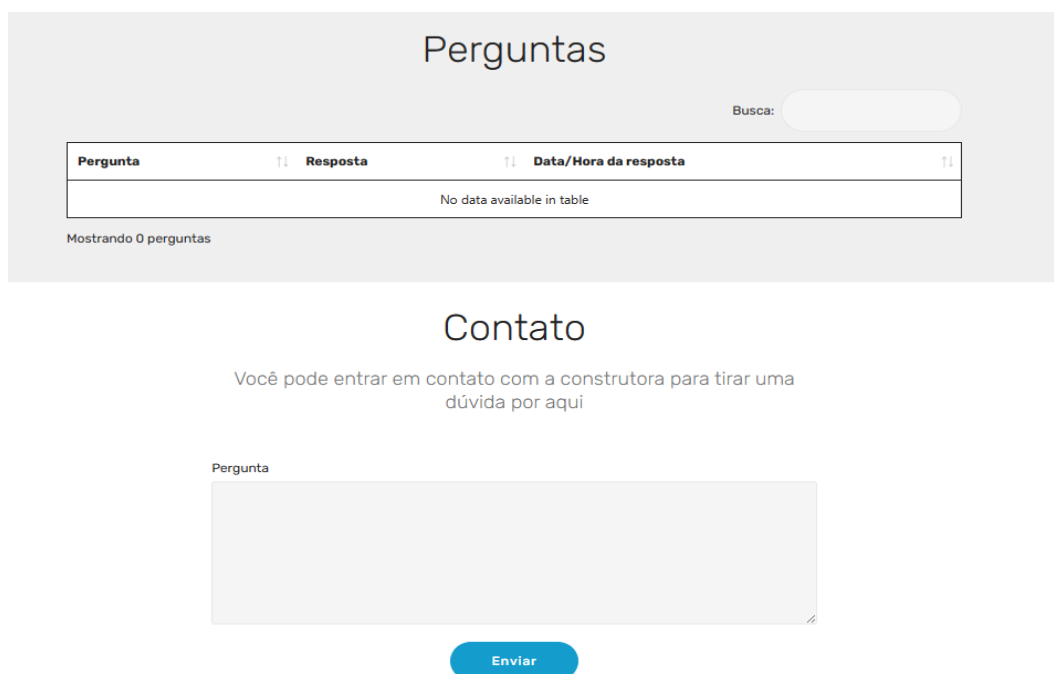 Perguntas
Busca:
Pergunta Resposta Data/Hora da resposta
No data available in table
Mostrando 0 perguntas
Contato
Você pode entrar em contato com a construtora para tirar uma
dúvida por aqui
Pergunta
Enviar